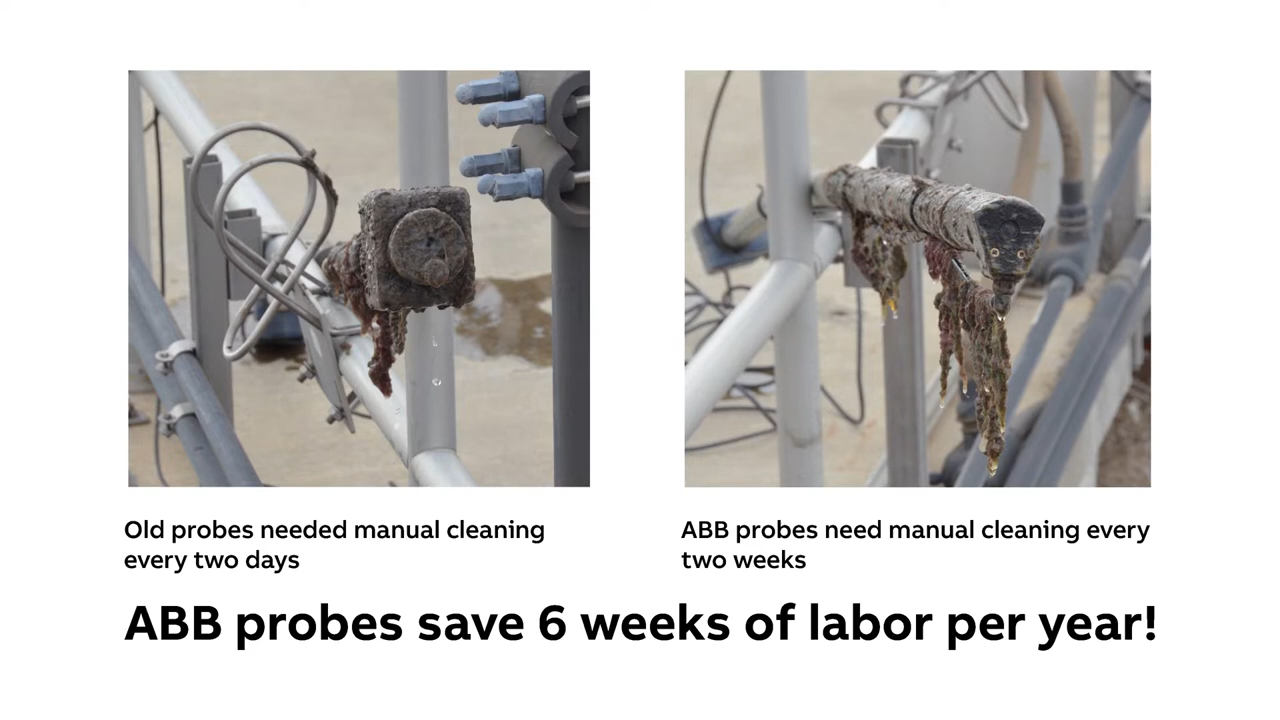 Old probes needed manual cleaning
every two days
ABB probes need manual cleaning every
two weeks
ABB probes save 6 weeks of labor per year!